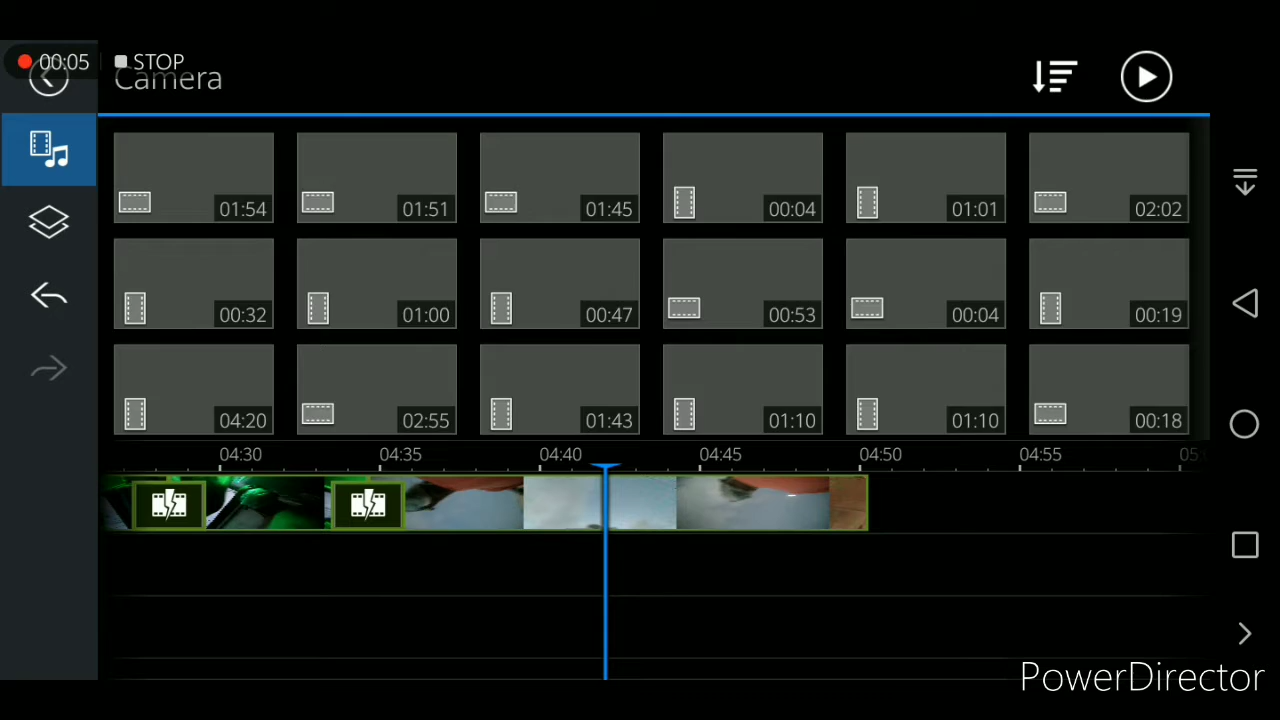 00:05 STOP
Camera
01:54 01:51 01:45 00:04 01:01 02:02
00:32 01:00 00:47 00:53 00:04 00:19
04:20 02:55 01:43 01:10 01:10 00:18
04:30 04:35 04:40 04:45 04:50 04:55
PowerDirector